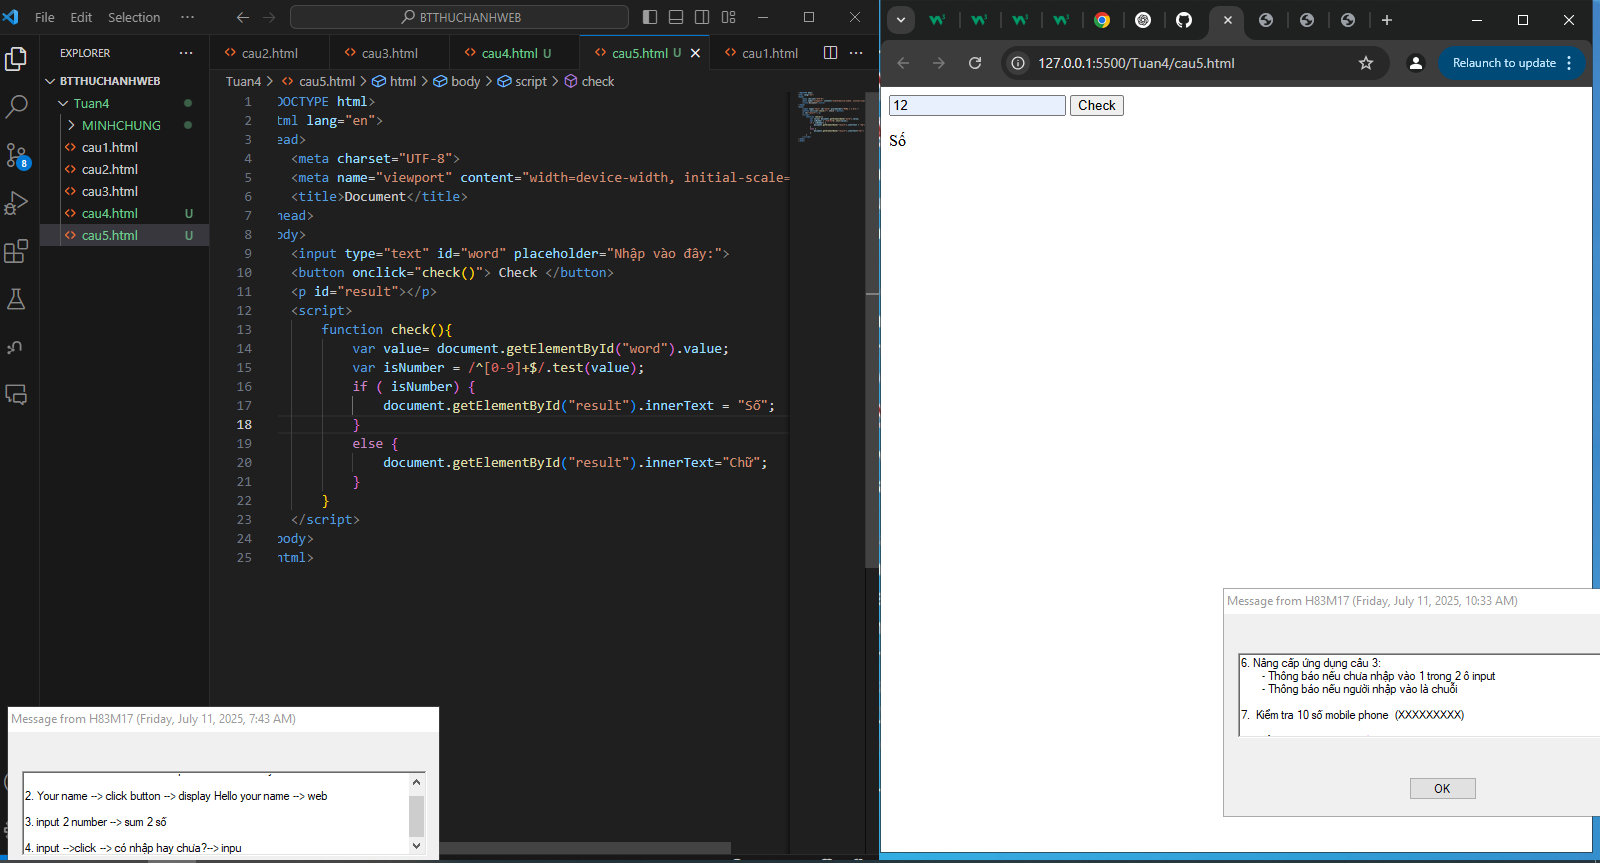 File Edit Selection ··· BTTHUCHANHWEB
EXPLORER ···
BTTHUCHANHWEB
Tuan4
MINHCHUNG
cau1.html
cau2.html
cau3.html
cau4.html U
cau5.html U
8
cau2.html cau3.html cau4.html U cau5.html U cau1.html ···
Tuan4 > cau5.html > html > body > script > check
1 DOCTYPE html>
2 tml lang="en">
3 ead>
4 <meta charset="UTF-8">
5 <meta name="viewport" content="width=device-width, initial-scale=
6 <title>Document</title>
7 head>
8 ody>
9 <input type="text" id="word" placeholder="Nhập vào đây:">
10 <button onclick="check()"> Check </button>
11 <p id="result"></p>
12 <script>
13 function check(){
14 var value= document.getElementById("word").value;
15 var isNumber = /^[0-9]+$/.test(value);
16 if ( isNumber) {
17 document.getElementById("result").innerText = "Số";
18 }
19 else {
20 document.getElementById("result").innerText="Chữ";
21 }
22 }
23 </script>
24 body>
25 html>
Message from H83M17 (Friday, July 11, 2025, 7:43 AM)
2. Your name --> click button --> display Hello your name --> web
3. input 2 number --> sum 2 số
4. input -->click --> có nhập hay chưa?--> inpu
127.0.0.1:5500/Tuan4/cau5.html
Relaunch to update
12 Check
Số
Message from H83M17 (Friday, July 11, 2025, 10:33 AM)
6. Nâng cấp ứng dụng câu 3:
- Thông báo nếu chưa nhập vào 1 trong 2 ô input
- Thông báo nếu người nhập vào là chuỗi
7. Kiểm tra 10 số mobile phone (XXXXXXXXX)
OK